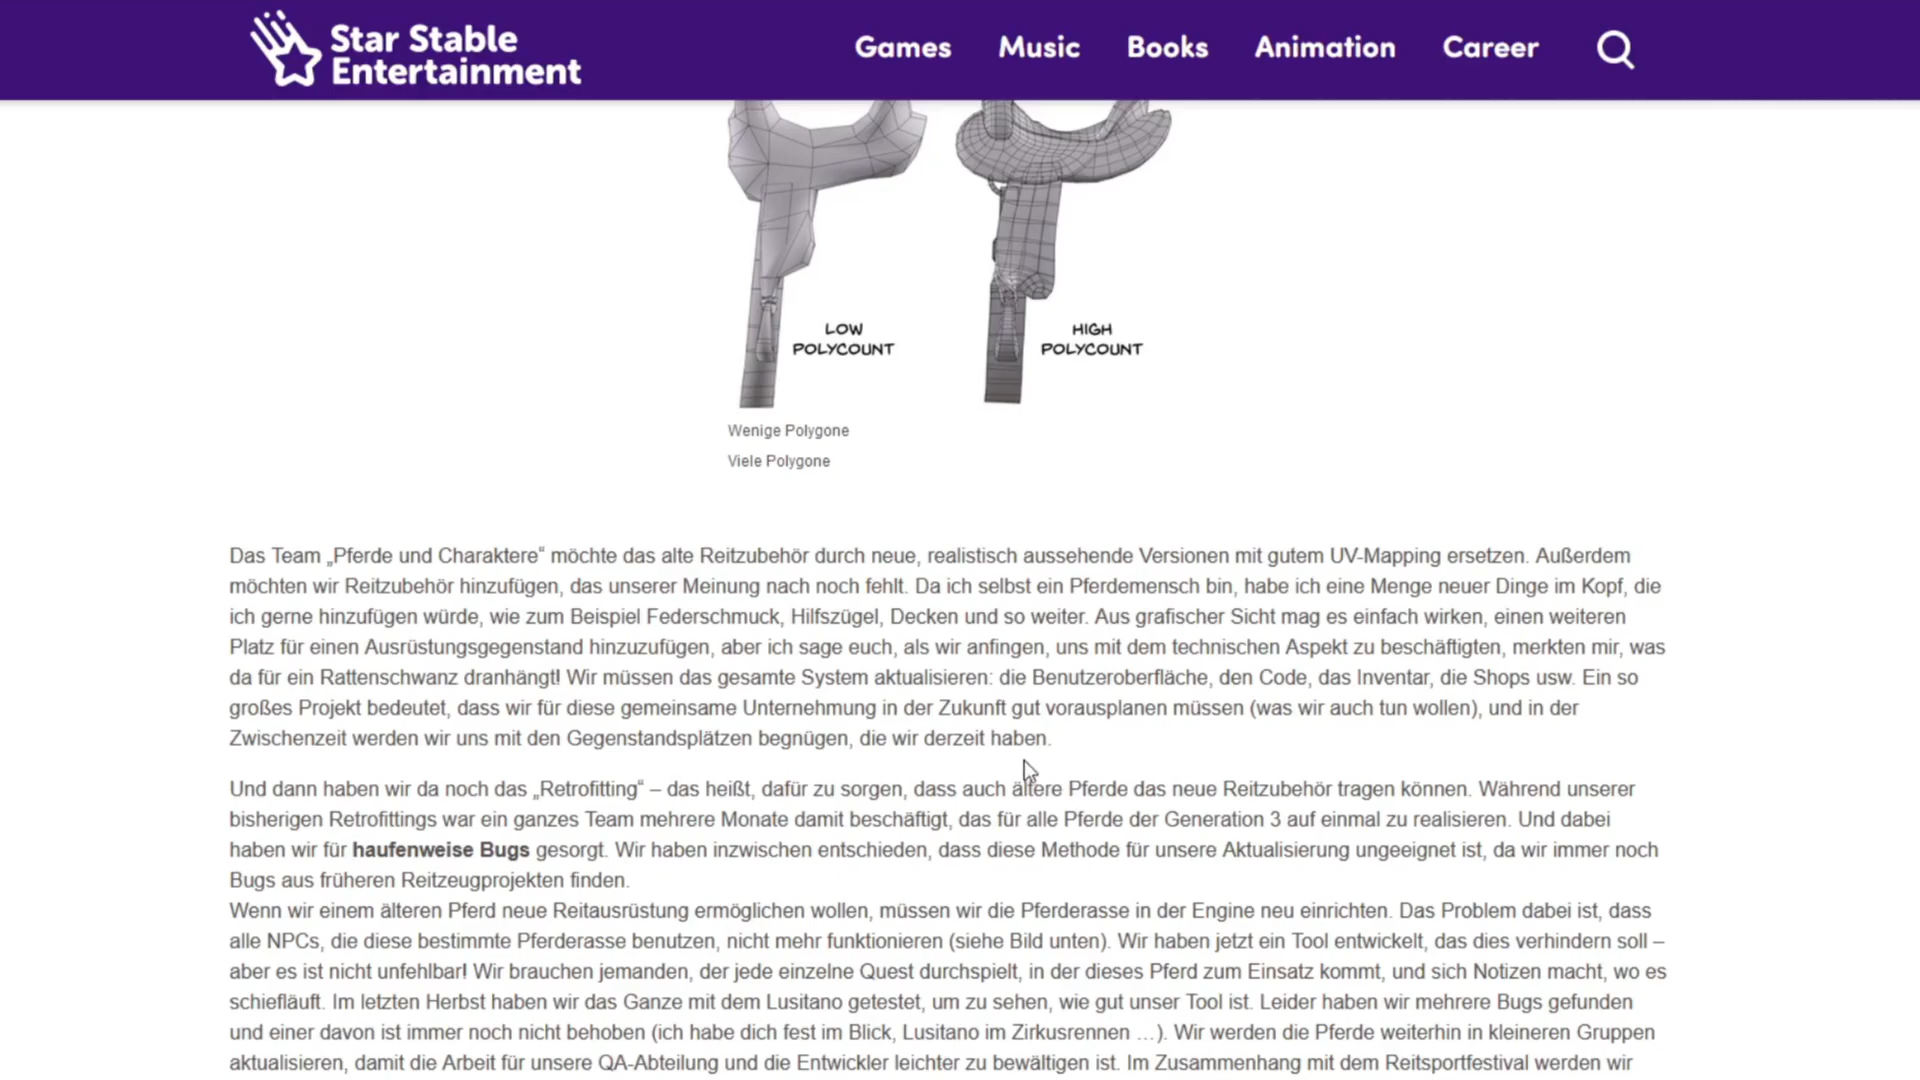 Star Stable
Entertainment
Games Music Books Animation Career
LOW
POLYCOUNT
HIGH
POLYCOUNT
Wenige Polygone
Viele Polygone
Das Team „Pferde und Charaktere“ möchte das alte Reitzubehör durch neue, realistisch aussehende Versionen mit gutem UV-Mapping ersetzen. Außerdem
möchten wir Reitzubehör hinzufügen, das unserer Meinung nach noch fehlt. Da ich selbst ein Pferdemensch bin, habe ich eine Menge neuer Dinge im Kopf, die
ich gerne hinzufügen würde, wie zum Beispiel Federschmuck, Hilfszügel, Decken und so weiter. Aus grafischer Sicht mag es einfach wirken, einen weiteren
Platz für einen Ausrüstungsgegenstand hinzuzufügen, aber ich sage euch, als wir anfingen, uns mit dem technischen Aspekt zu beschäftigten, merkten mir, was
da für ein Rattenschwanz dranhängt! Wir müssen das gesamte System aktualisieren: die Benutzeroberfläche, den Code, das Inventar, die Shops usw. Ein so
großes Projekt bedeutet, dass wir für diese gemeinsame Unternehmung in der Zukunft gut vorausplanen müssen (was wir auch tun wollen), und in der
Zwischenzeit werden wir uns mit den Gegenstandsplätzen begnügen, die wir derzeit haben.
Und dann haben wir da noch das „Retrofitting“ – das heißt, dafür zu sorgen, dass auch ältere Pferde das neue Reitzubehör tragen können. Während unserer
bisherigen Retrofittings war ein ganzes Team mehrere Monate damit beschäftigt, das für alle Pferde der Generation 3 auf einmal zu realisieren. Und dabei
haben wir für haufenweise Bugs gesorgt. Wir haben inzwischen entschieden, dass diese Methode für unsere Aktualisierung ungeeignet ist, da wir immer noch
Bugs aus früheren Reitzeugprojekten finden.
Wenn wir einem älteren Pferd neue Reitausrüstung ermöglichen wollen, müssen wir die Pferderasse in der Engine neu einrichten. Das Problem dabei ist, dass
alle NPCs, die diese bestimmte Pferderasse benutzen, nicht mehr funktionieren (siehe Bild unten). Wir haben jetzt ein Tool entwickelt, das dies verhindern soll –
aber es ist nicht unfehlbar! Wir brauchen jemanden, der jede einzelne Quest durchspielt, in der dieses Pferd zum Einsatz kommt, und sich Notizen macht, wo es
schiefläuft. Im letzten Herbst haben wir das Ganze mit dem Lusitano getestet, um zu sehen, wie gut unser Tool ist. Leider haben wir mehrere Bugs gefunden
und einer davon ist immer noch nicht behoben (ich habe dich fest im Blick, Lusitano im Zirkusrennen …). Wir werden die Pferde weiterhin in kleineren Gruppen
aktualisieren, damit die Arbeit für unsere QA-Abteilung und die Entwickler leichter zu bewältigen ist. Im Zusammenhang mit dem Reitsportfestival werden wir